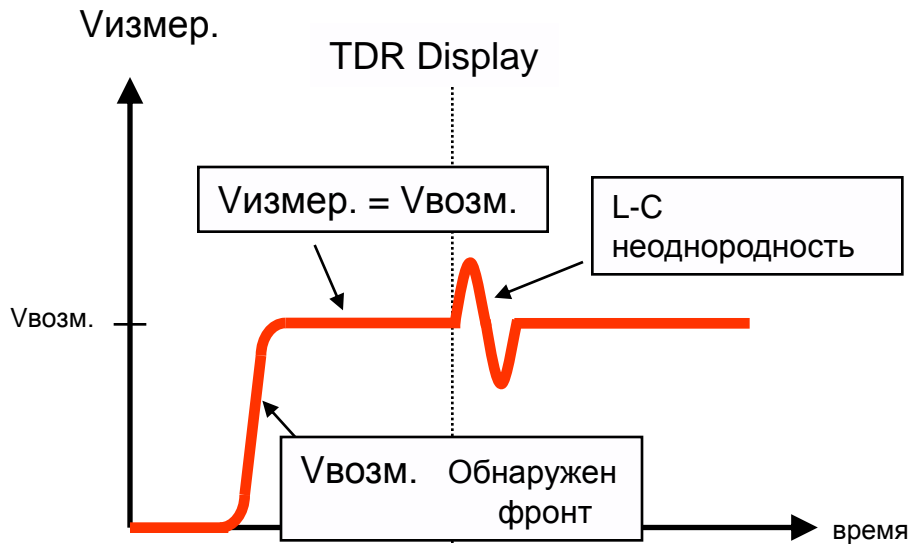 Vизмер.
TDR Display
Vизмер. = Vвозм.
L-C
неоднородность
Vвозм.
Vвозм. Обнаружен
фронт
время